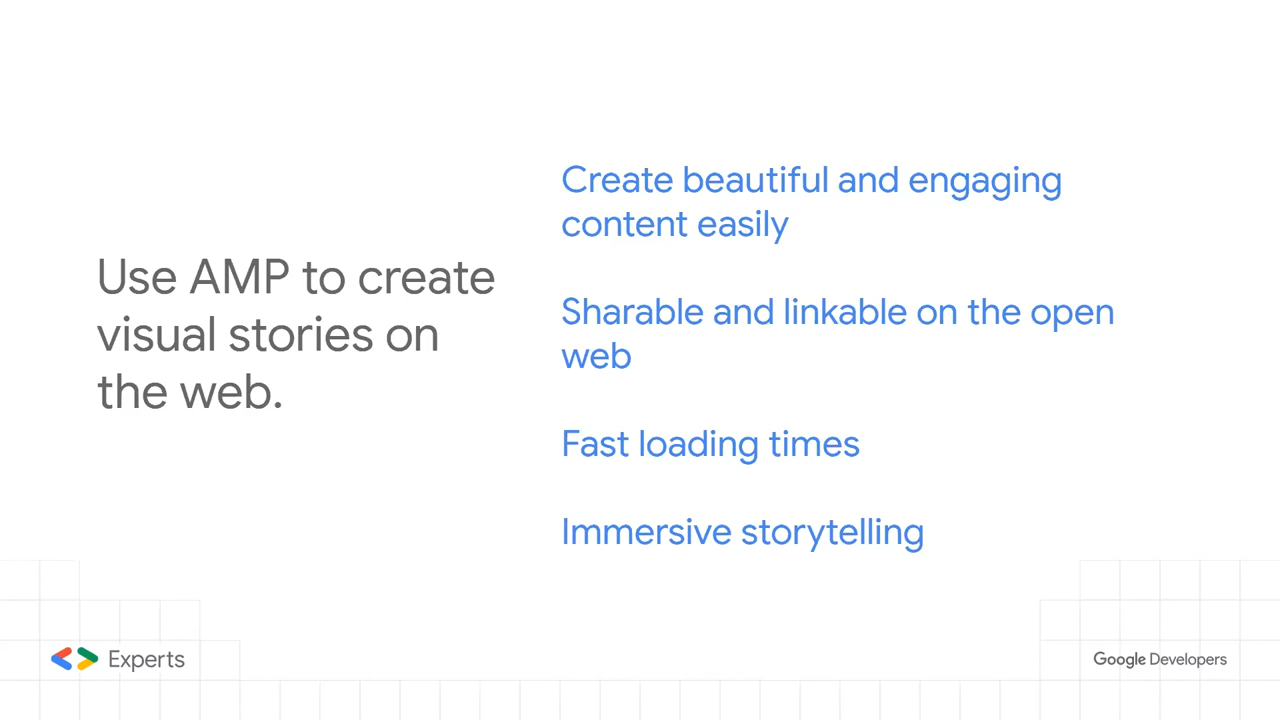 Use AMP to create
visual stories on
the web.
Create beautiful and engaging
content easily
Sharable and linkable on the open
web
Fast loading times
Immersive storytelling
Experts
Google Developers